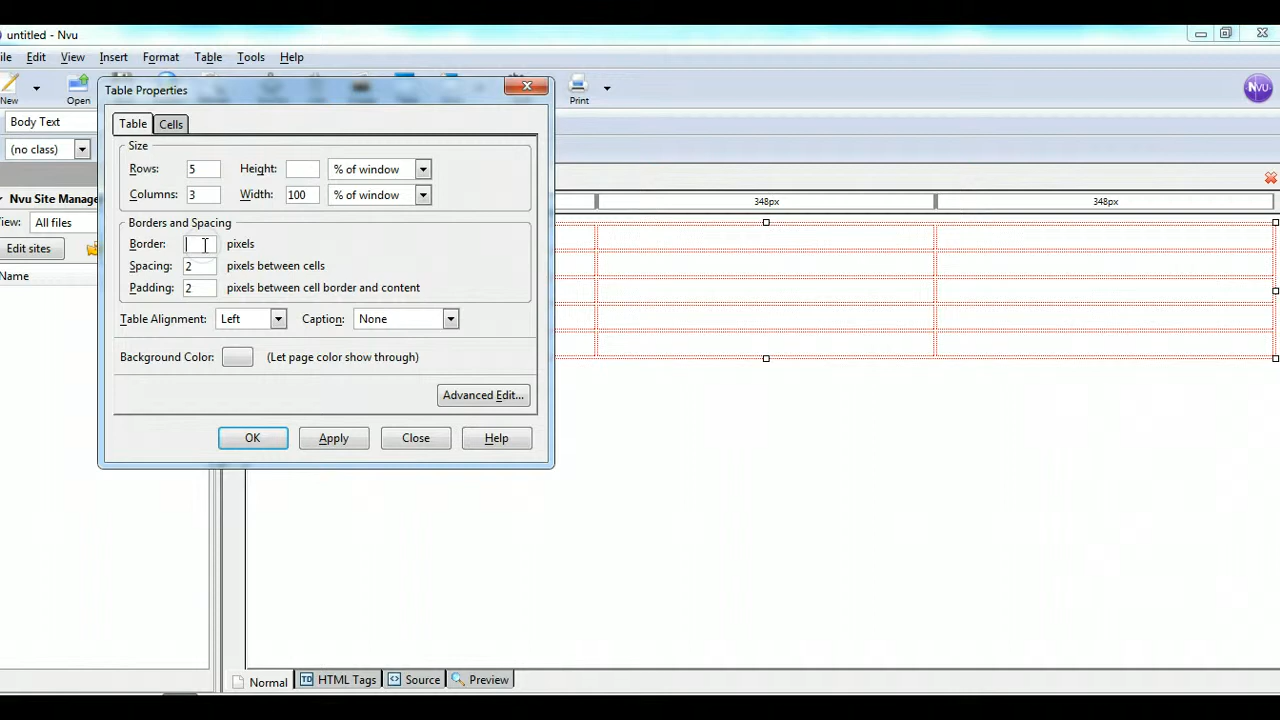 untitled - Nvu
ile Edit View Insert Format Table Tools Help
New Open Print NVU
Body Text
(no class)
Nvu Site Manage
View: All files
Edit sites
Name
Table Properties
Table Cells
Size
Rows: 5 Height: % of window
Columns: 3 Width: 100 % of window
Borders and Spacing
Border: pixels
Spacing: 2 pixels between cells
Padding: 2 pixels between cell border and content
Table Alignment: Left Caption: None
Background Color: (Let page color show through)
Advanced Edit...
OK Apply Close Help
348px 348px
Normal TD HTML Tags Source Preview